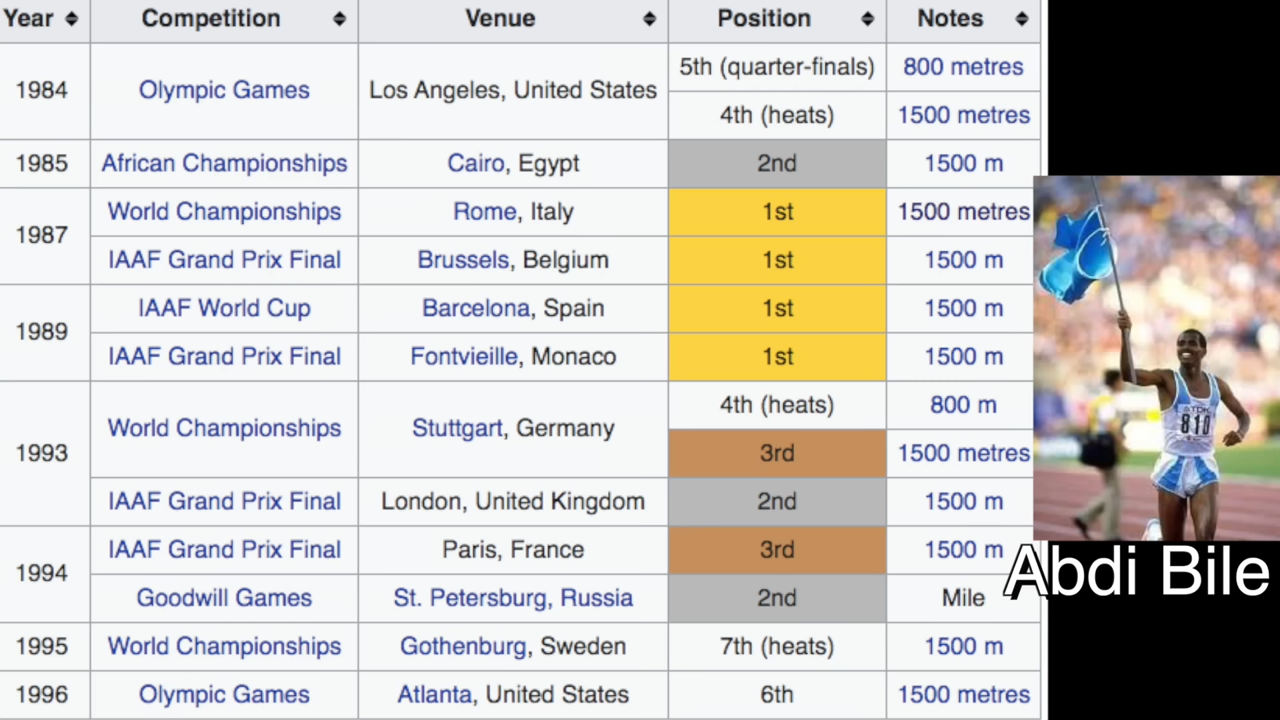 Year Competition Venue Position Notes
1984 Olympic Games Los Angeles, United States 5th (quarter-finals) 800 metres
4th (heats) 1500 metres
1985 African Championships Cairo, Egypt 2nd 1500 m
1987 World Championships Rome, Italy 1st 1500 metres
IAAF Grand Prix Final Brussels, Belgium 1st 1500 m
1989 IAAF World Cup Barcelona, Spain 1st 1500 m
IAAF Grand Prix Final Fontvieille, Monaco 1st 1500 m
1993 World Championships Stuttgart, Germany 4th (heats) 800 m
3rd 1500 metres
IAAF Grand Prix Final London, United Kingdom 2nd 1500 m
1994 IAAF Grand Prix Final Paris, France 3rd 1500 m
Goodwill Games St. Petersburg, Russia 2nd Mile
1995 World Championships Gothenburg, Sweden 7th (heats) 1500 m
1996 Olympic Games Atlanta, United States 6th 1500 metres
TDK
810
Abdi Bile